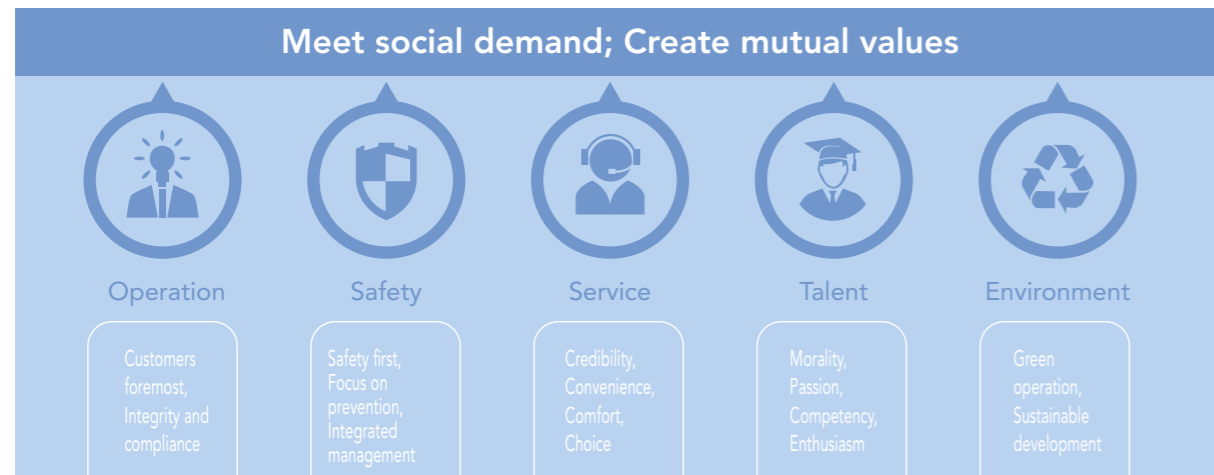 Meet social demand; Create mutual values
Operation
Safety
Service
Talent
Environment
Customers
foremost,
Integrity and
compliance
Safety first,
Focus on
prevention,
Integrated
management
Credibility,
Convenience,
Comfort,
Choice
Morality,
Passion,
Competency,
Enthusiasm
Green
operation,
Sustainable
development